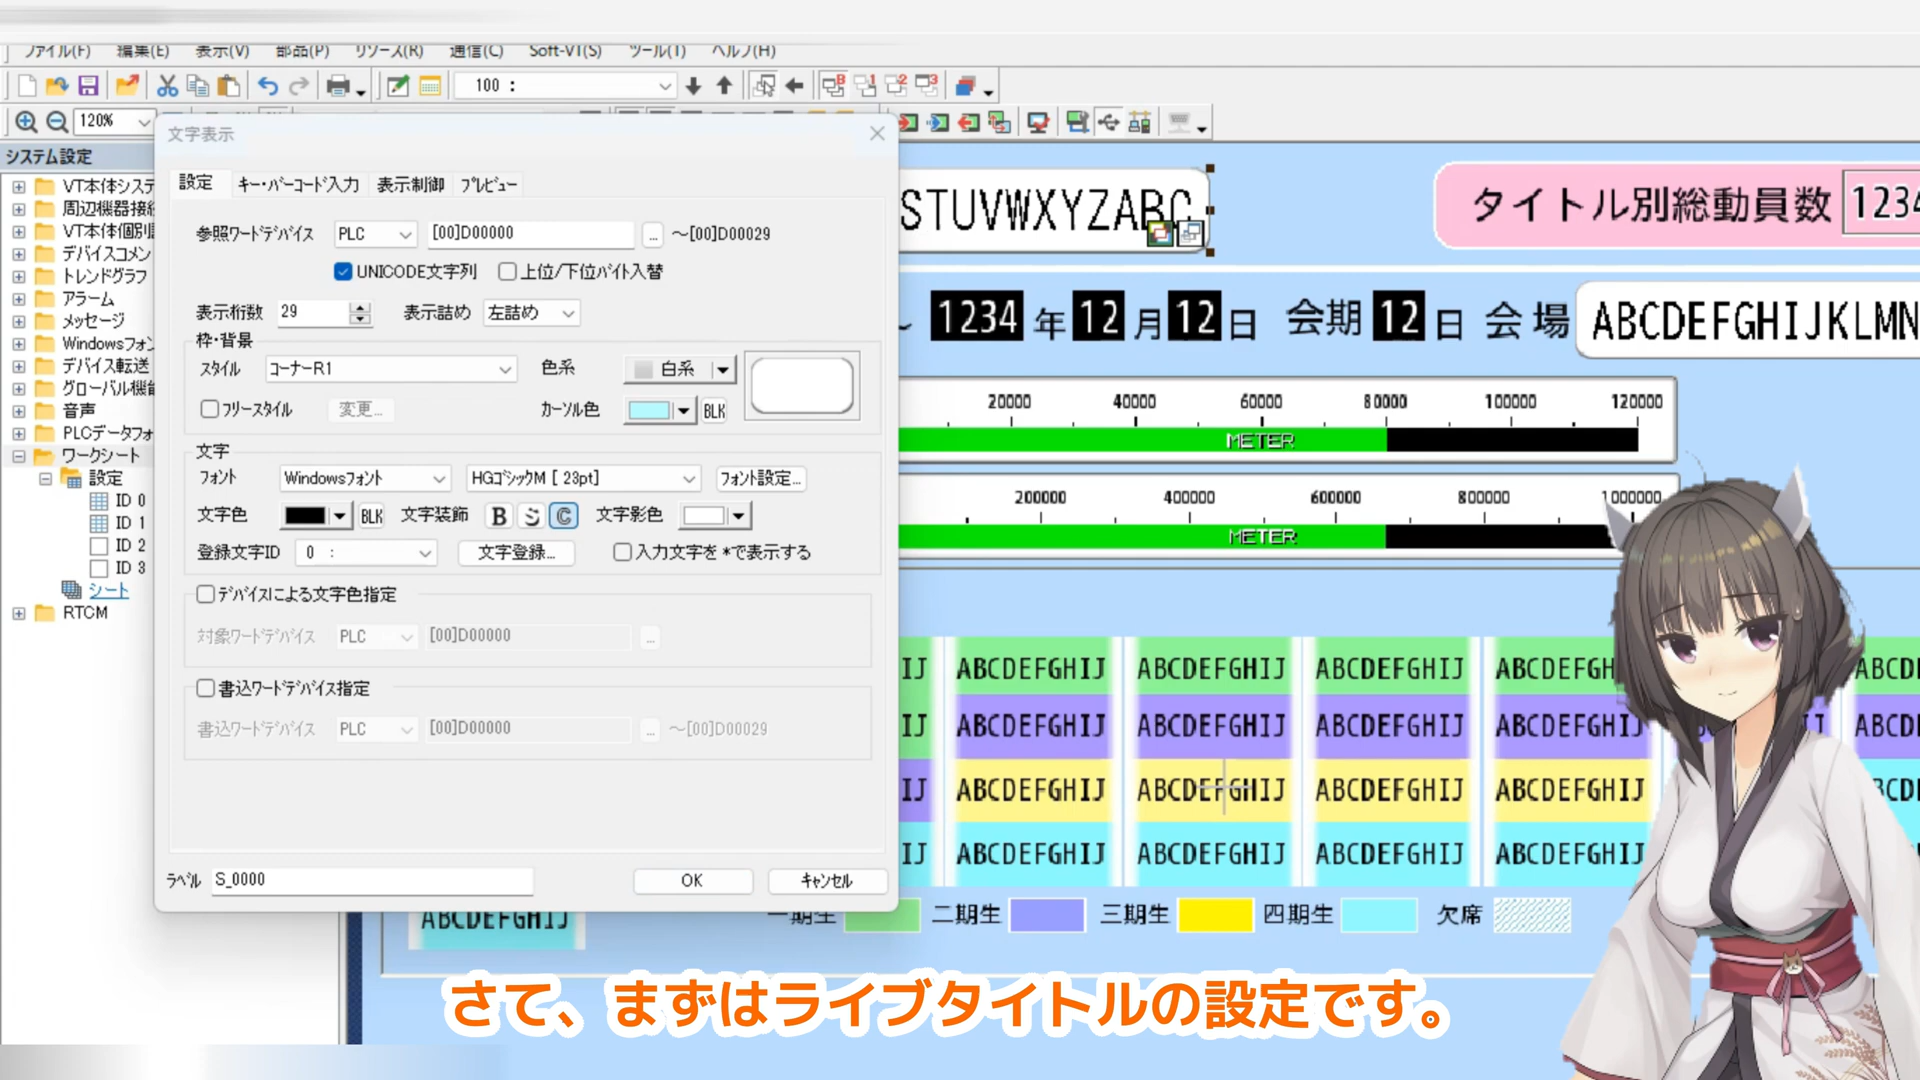 ファイル(F) 編集(E) 表示(V) 部品(P) リソース(R) 通信(C) Soft-VT(S) ツール(T) ヘルプ(H)
100 :
120%
システム設定
VT本体システ
周辺機器接続
VT本体個別
デバイスコメン
トレンドグラフ
アラーム
メッセージ
Windowsフォン
デバイス転送
グローバル機能
音声
PLCデータフォ
ワークシート
設定
ID 0
ID 1
ID 2
ID 3
シート
RTCM
文字表示
設定 キー・バーコード入力 表示制御 プレビュー
参照ワードデバイス PLC [00]D00000 ... ～[00]D00029
UNICODE文字列 上位/下位バイト入替
表示桁数 29 表示詰め 左詰め
枠・背景
スタイル コーナーR1 色系 白系
フリースタイル 変更... カーソル色 BLK
文字
フォント Windowsフォント HGゴシックM [ 23pt] フォント設定...
文字色 BLK 文字装飾 B C 文字影色
登録文字ID 0 : 文字登録... 入力文字を*で表示する
デバイスによる文字色指定
対象ワードデバイス PLC [00]D00000 ...
書込ワードデバイス指定
書込ワードデバイス PLC [00]D00000 ... ～[00]D00029
ラベル S_0000 OK キャンセル
STUVWXYZABC
タイトル別総動員数 1234
～ 1234 年 12 月 12 日 会期 12 日 会場 ABCDEFGHIJKLMN
20000 40000 60000 80000 100000 120000
METER
200000 400000 600000 800000 1000000
METER
IJ ABCDEFGHIJ ABCDEFGHIJ ABCDEFGHIJ ABCDEFGH ABCD
IJ ABCDEFGHIJ ABCDEFGHIJ ABCDEFGHIJ ABCDEFGHIJ IJ ABCD
IJ ABCDEFGHIJ ABCDEFGHIJ ABCDEFGHIJ ABCDEFGHIJ BCD
IJ ABCDEFGHIJ ABCDEFGHIJ ABCDEFGHIJ ABCDEFGHIJ
ABCDEFGHIJ 一期生 二期生 三期生 四期生 欠席
さて、まずはライブタイトルの設定です。